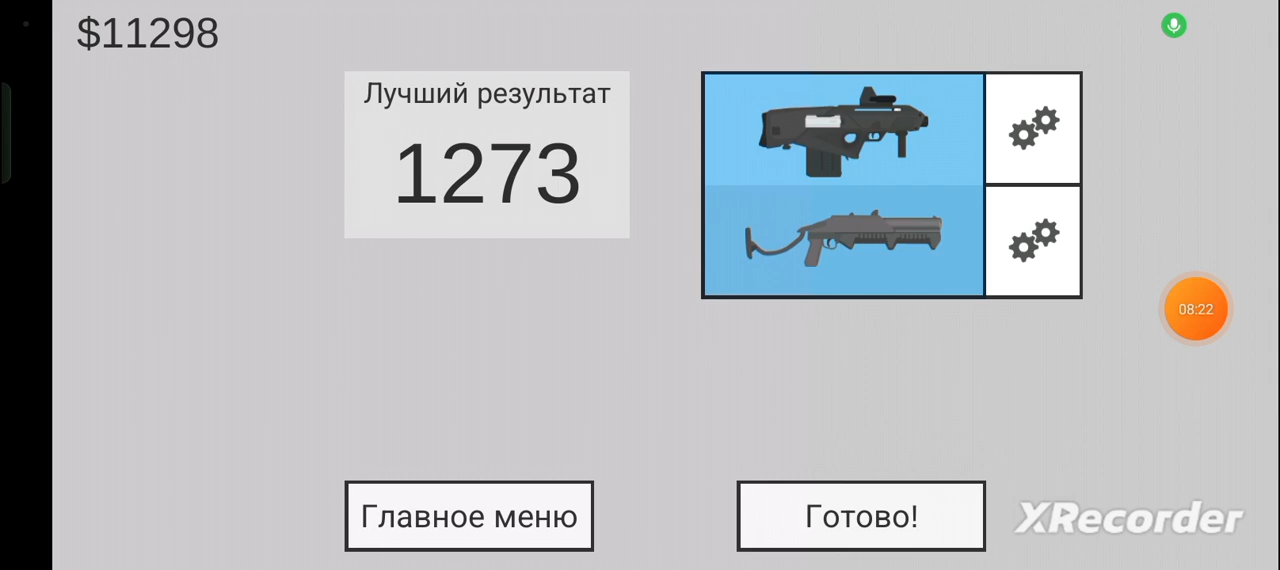 $11298
Лучший результат
1273
08:22
Главное меню
Готово!
XRecorder